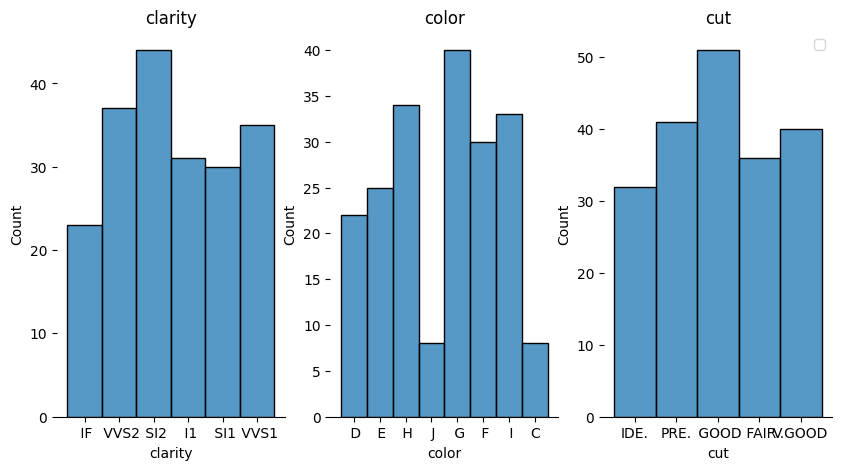 clarity
Count
40
30
20
10
0
IF VVS2 SI2 I1 SI1 VVS1
clarity
color
Count
40
35
30
25
20
15
10
5
0
D E H J G F I C
color
cut
Count
50
40
30
20
10
0
IDE. PRE. GOOD FAIR V.GOOD
cut